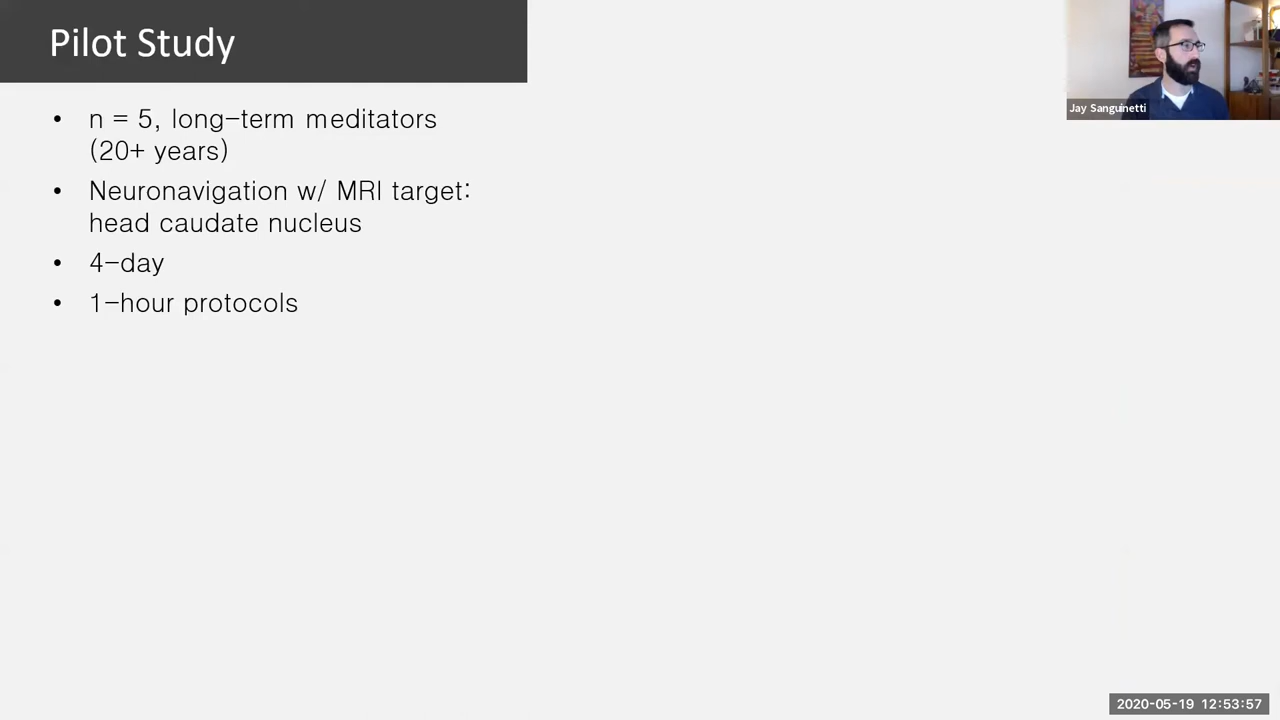 Pilot Study
Jay Sanguinetti
• n = 5, long-term meditators
(20+ years)
• Neuronavigation w/ MRI target:
head caudate nucleus
• 4-day
• 1-hour protocols
2020-05-19 12:53:57